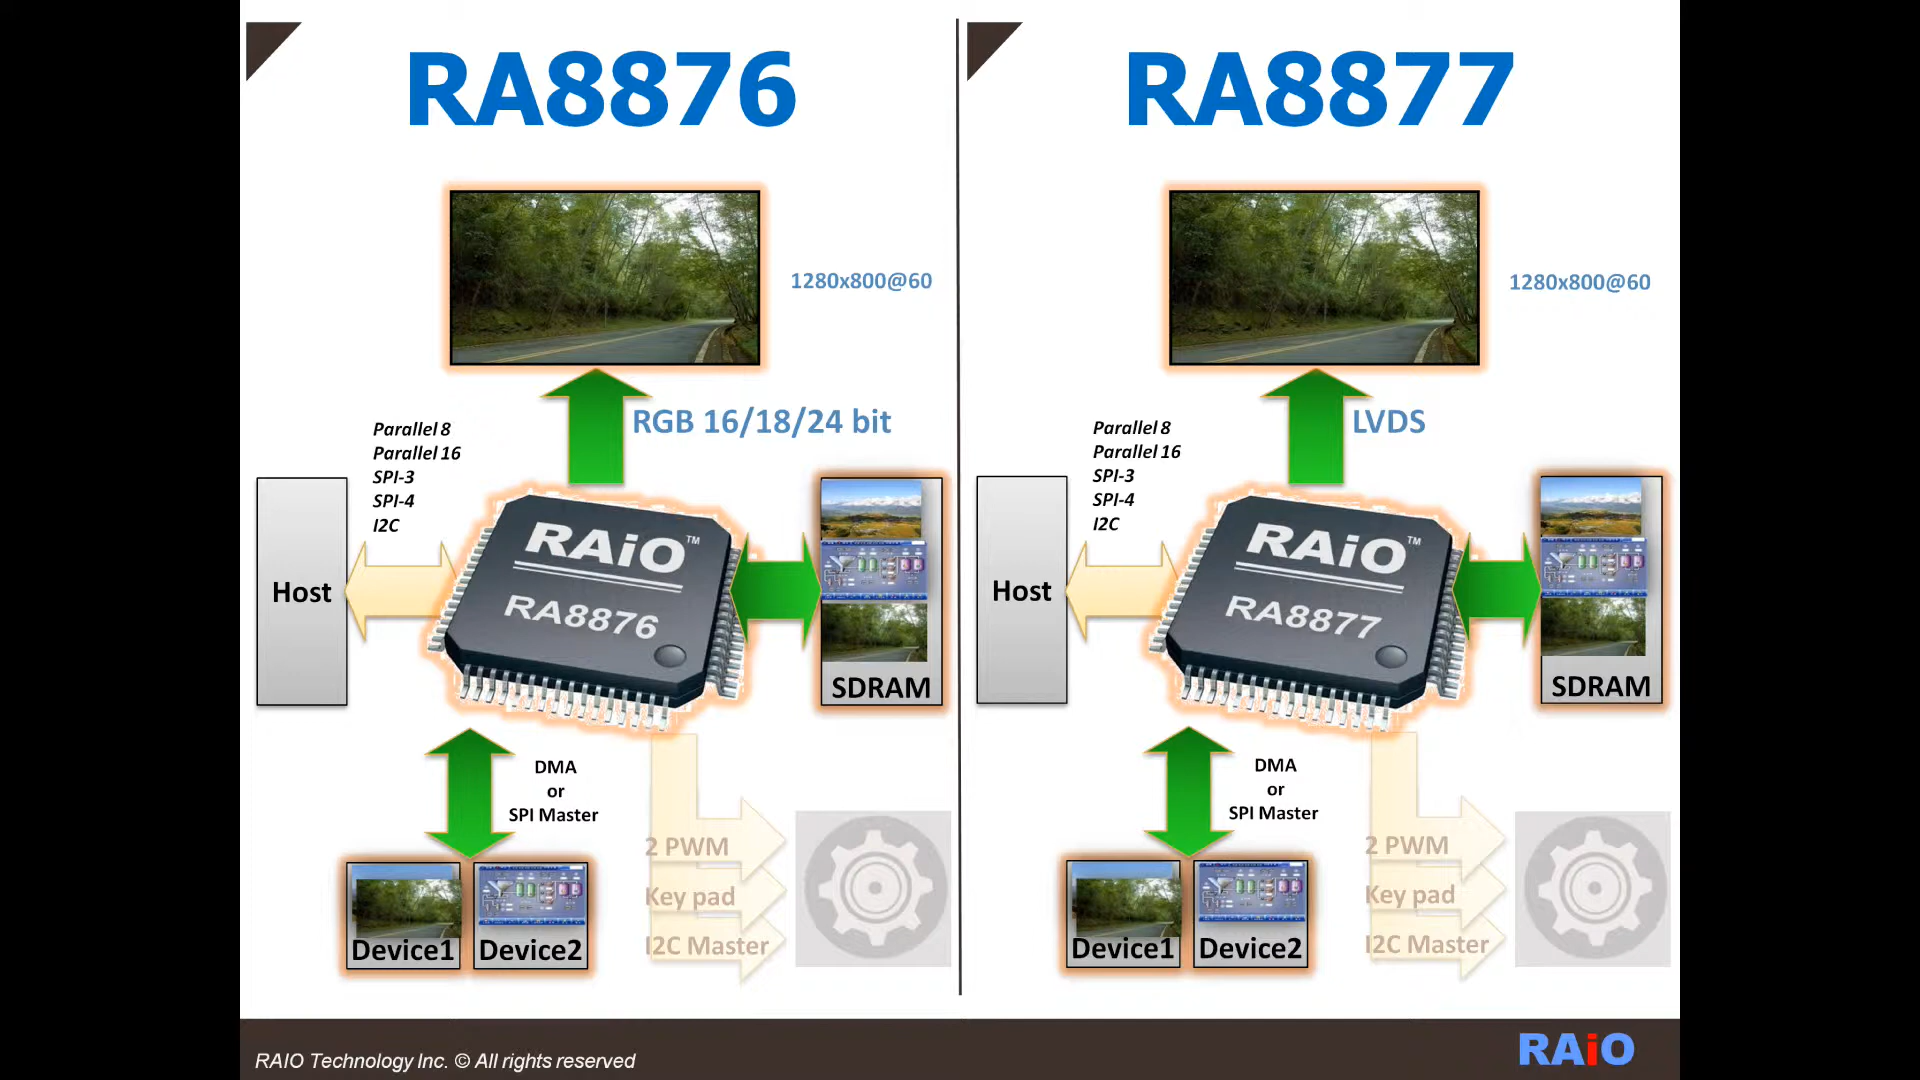 RA8876
1280x800@60
RGB 16/18/24 bit
Parallel 8
Parallel 16
SPI-3
SPI-4
I2C
Host
RAiO™
RA8876
SDRAM
DMA
or
SPI Master
2 PWM
Key pad
I2C Master
Device1
Device2
RA8877
1280x800@60
LVDS
Parallel 8
Parallel 16
SPI-3
SPI-4
I2C
Host
RAiO™
RA8877
SDRAM
DMA
or
SPI Master
2 PWM
Key pad
I2C Master
Device1
Device2
RAIO Technology Inc. © All rights reserved
RAiO